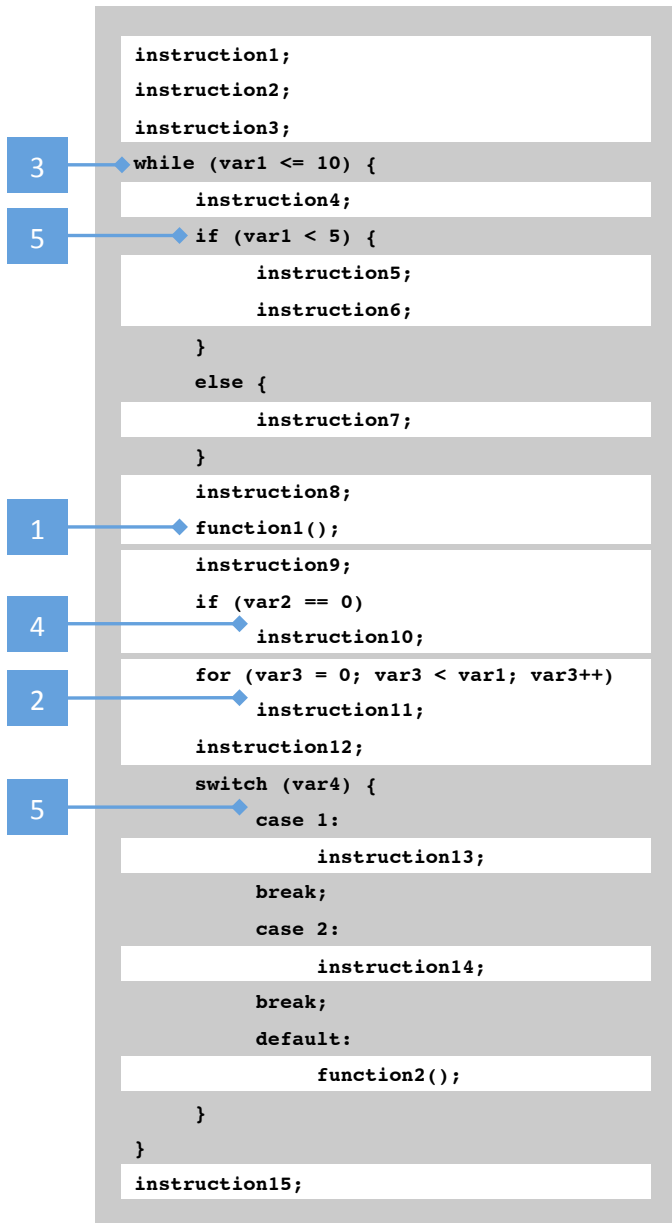 instruction1;
instruction2;
instruction3;
3
while (var1 <= 10) {
instruction4;
5
if (var1 < 5) {
instruction5;
instruction6;
}
else {
instruction7;
}
instruction8;
1
function1();
instruction9;
if (var2 == 0)
4
instruction10;
for (var3 = 0; var3 < var1; var3++)
2
instruction11;
instruction12;
switch (var4) {
5
case 1:
instruction13;
break;
case 2:
instruction14;
break;
default:
function2();
}
}
instruction15;